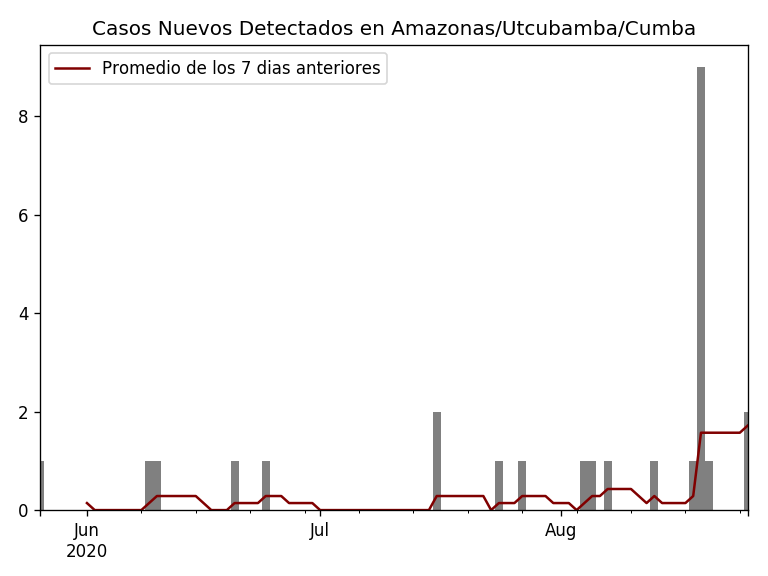 Casos Nuevos Detectados en Amazonas/Utcubamba/Cumba
Promedio de los 7 dias anteriores
8
6
4
2
0
Jun
2020
Jul
Aug